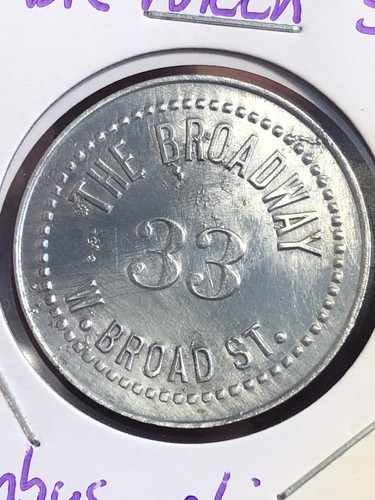 THE BROADWAY
33
W. BROAD ST.